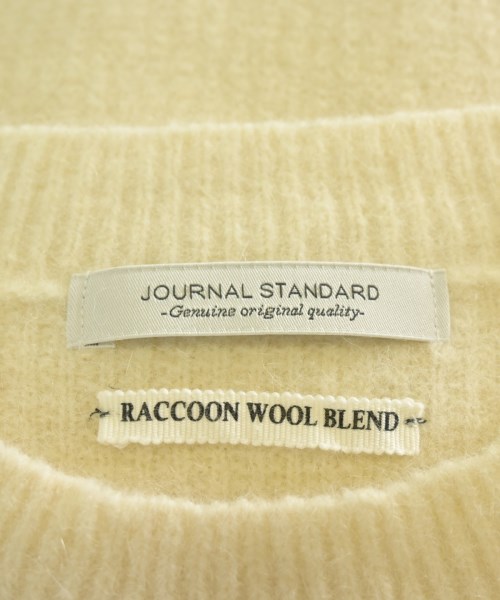 JOURNAL STANDARD
-Genuine original quality-
RACCOON WOOL BLEND